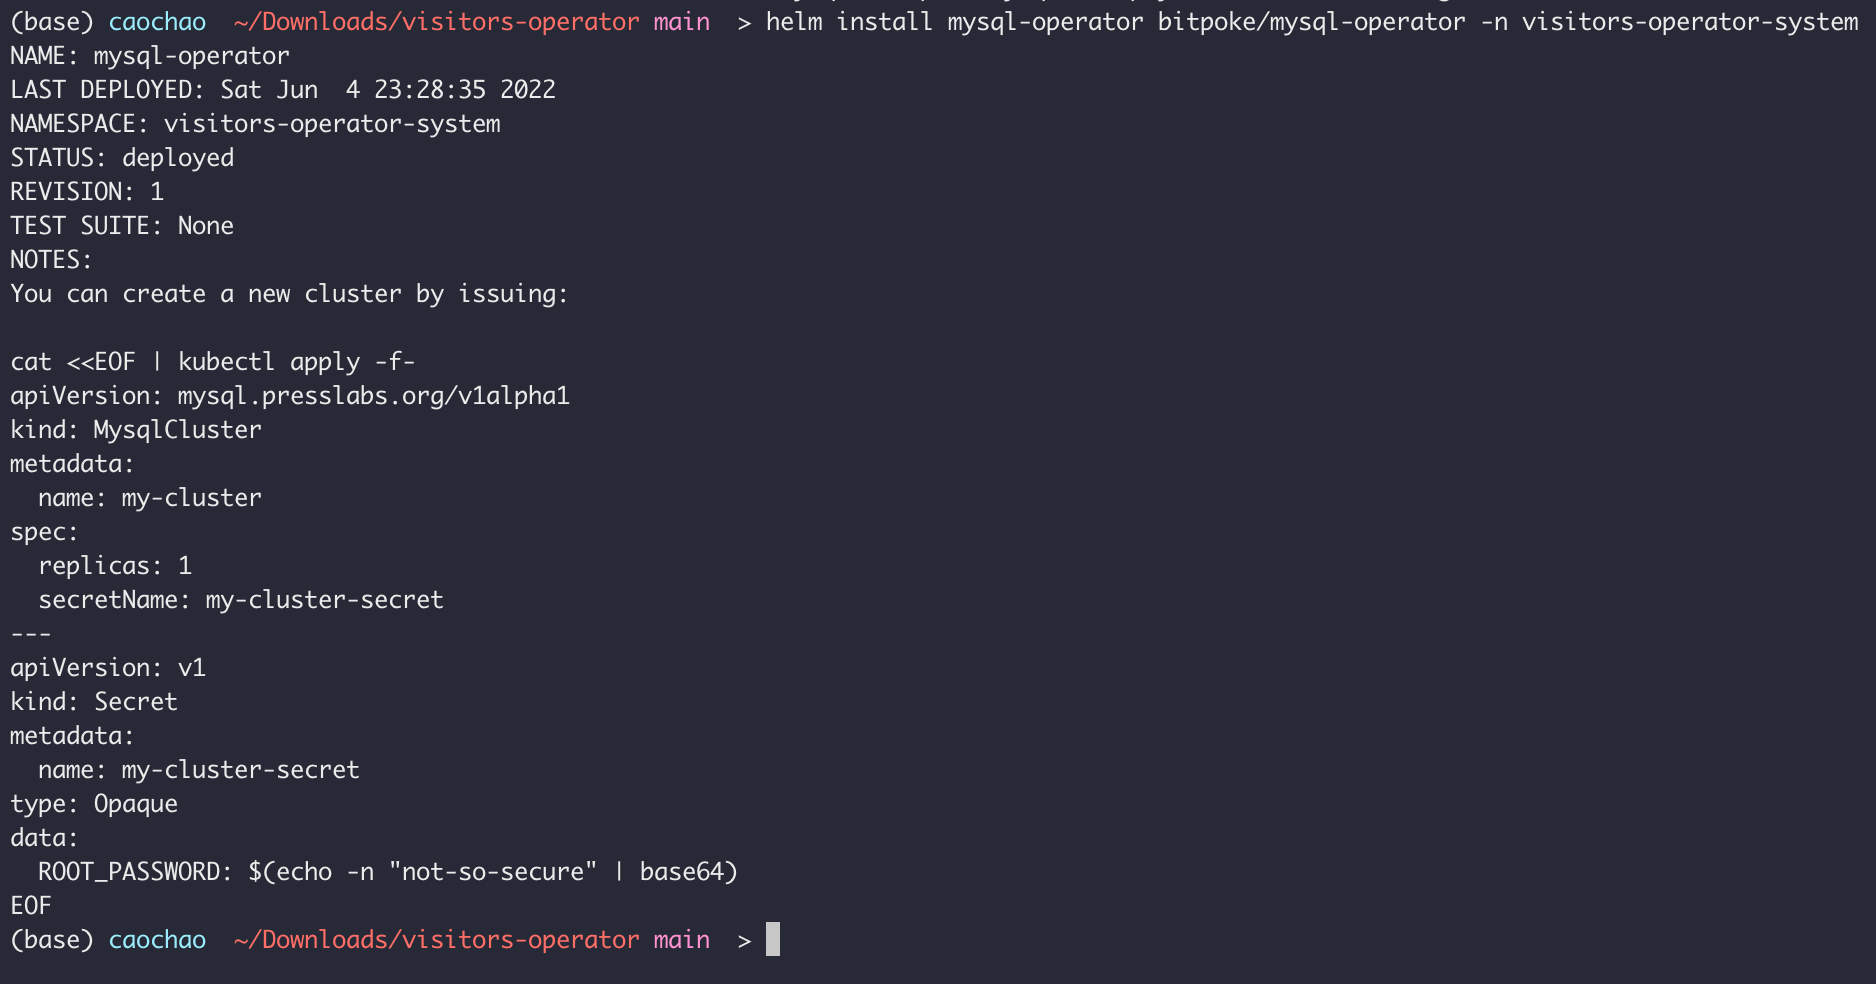 (base) caochao  ~/Downloads/visitors-operator main  > helm install mysql-operator bitpoke/mysql-operator -n visitors-operator-system
NAME: mysql-operator
LAST DEPLOYED: Sat Jun  4 23:28:35 2022
NAMESPACE: visitors-operator-system
STATUS: deployed
REVISION: 1
TEST SUITE: None
NOTES:
You can create a new cluster by issuing:

cat <<EOF | kubectl apply -f-
apiVersion: mysql.presslabs.org/v1alpha1
kind: MysqlCluster
metadata:
  name: my-cluster
spec:
  replicas: 1
  secretName: my-cluster-secret
---
apiVersion: v1
kind: Secret
metadata:
  name: my-cluster-secret
type: Opaque
data:
  ROOT_PASSWORD: $(echo -n "not-so-secure" | base64)
EOF
(base) caochao  ~/Downloads/visitors-operator main  >